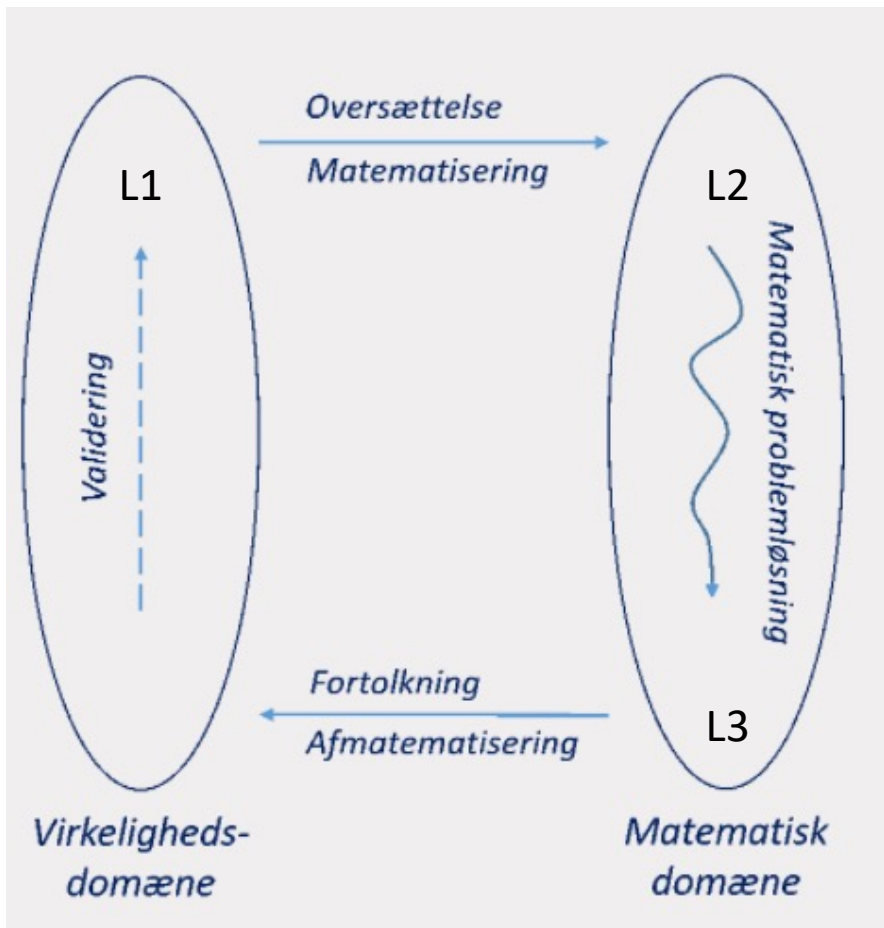 Oversættelse
Matematisering
L1
L2
Validering
Matematisk problemløsning
Fortolkning
Afmatematisering
L3
Virkeligheds-
domæne
Matematisk
domæne